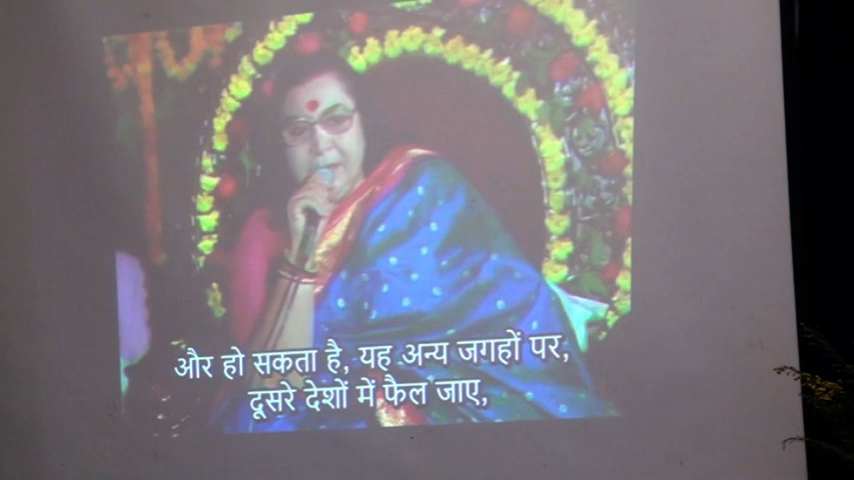 और हो सकता है, यह अन्य जगहों पर,
दूसरे देशों में फैल जाए,